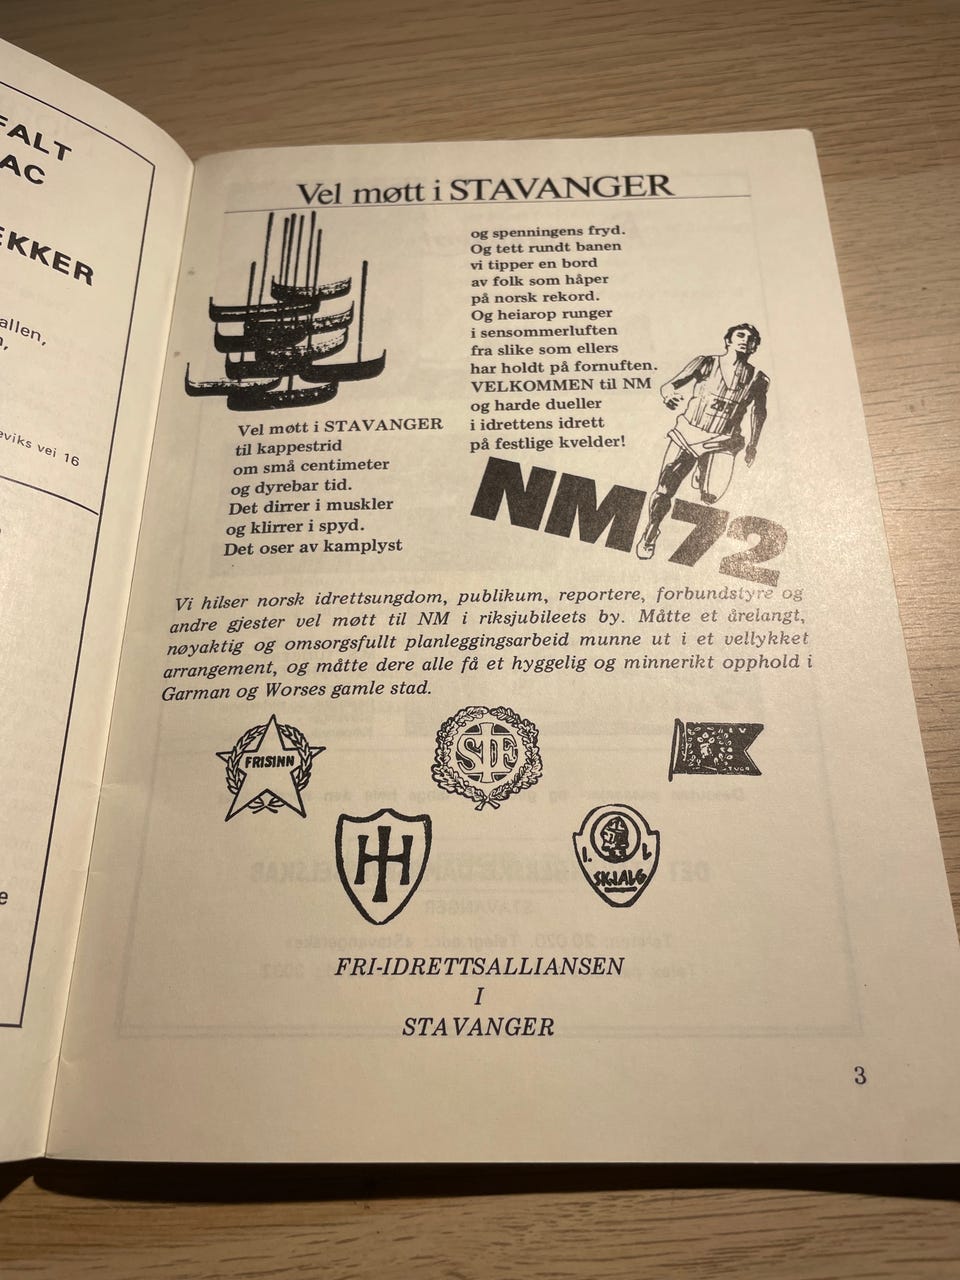 FALT
AC
EKKER
allen,
eviks vei 16
Vel møtt i STAVANGER
Vel møtt i STAVANGER
til kappestrid
om små centimeter
og dyrebar tid.
Det dirrer i muskler
og klirrer i spyd.
Det oser av kamplyst
og spenningens fryd.
Og tett rundt banen
vi tipper en bord
av folk som håper
på norsk rekord.
Og heiarop runger
i sensommerluften
fra slike som ellers
har holdt på fornuften.
VELKOMMEN til NM
og harde dueller
i idrettens idrett
på festlige kvelder!
NM 72
Vi hilser norsk idrettsungdom, publikum, reportere, forbundstyre og
andre gjester vel møtt til NM i riksjubileets by. Måtte et årelangt,
nøyaktig og omsorgsfullt planleggingsarbeid munne ut i et vellykket
arrangement, og måtte dere alle få et hyggelig og minnerikt opphold i
Garman og Worses gamle stad.
FRISINN
SIF
IH
I. L
SKJALG
FRI-IDRETTSALLIANSEN
I
STAVANGER
3